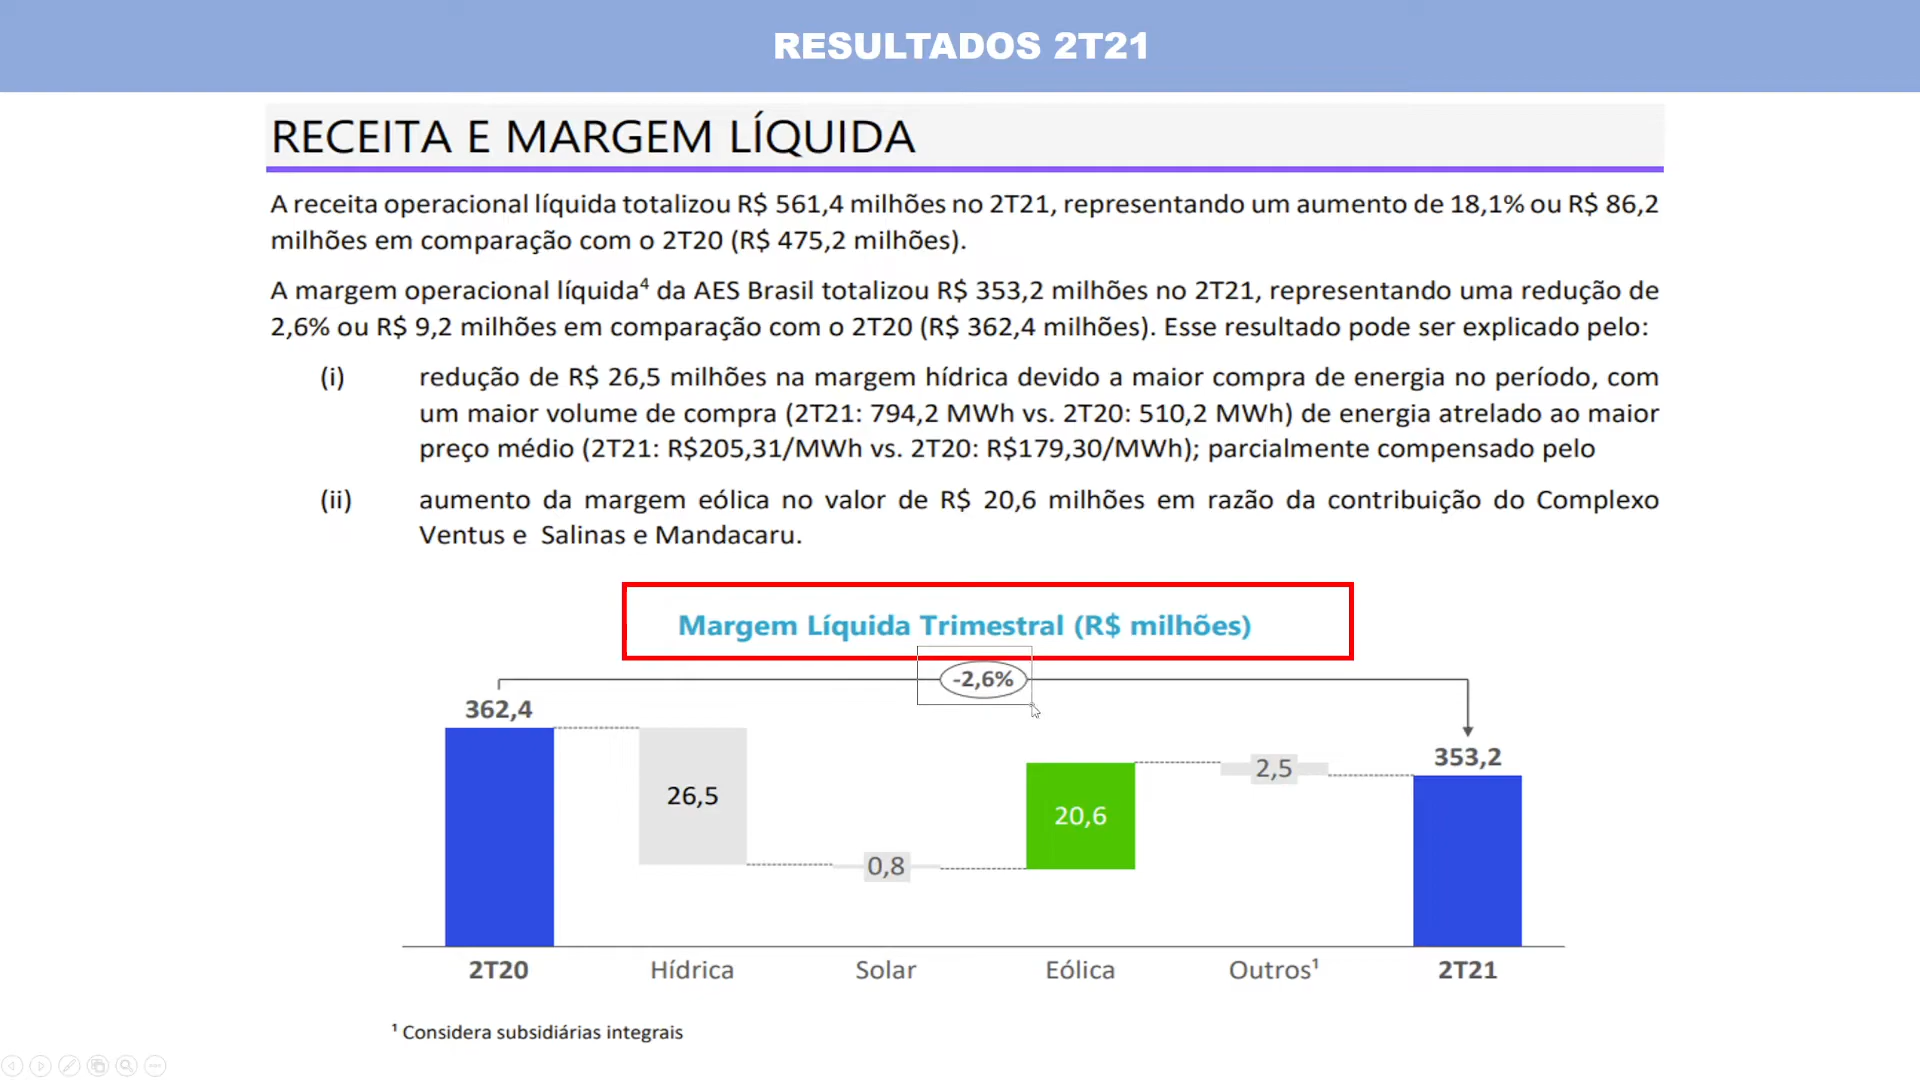 RESULTADOS 2T21
RECEITA E MARGEM LÍQUIDA
A receita operacional líquida totalizou R$ 561,4 milhões no 2T21, representando um aumento de 18,1% ou R$ 86,2
milhões em comparação com o 2T20 (R$ 475,2 milhões).
A margem operacional líquida⁴ da AES Brasil totalizou R$ 353,2 milhões no 2T21, representando uma redução de
2,6% ou R$ 9,2 milhões em comparação com o 2T20 (R$ 362,4 milhões). Esse resultado pode ser explicado pelo:
(i) redução de R$ 26,5 milhões na margem hídrica devido a maior compra de energia no período, com
um maior volume de compra (2T21: 794,2 MWh vs. 2T20: 510,2 MWh) de energia atrelado ao maior
preço médio (2T21: R$205,31/MWh vs. 2T20: R$179,30/MWh); parcialmente compensado pelo
(ii) aumento da margem eólica no valor de R$ 20,6 milhões em razão da contribuição do Complexo
Ventus e Salinas e Mandacaru.
Margem Líquida Trimestral (R$ milhões)
-2,6%
362,4
26,5
0,8
20,6
2,5
353,2
2T20 Hídrica Solar Eólica Outros¹ 2T21
¹ Considera subsidiárias integrais